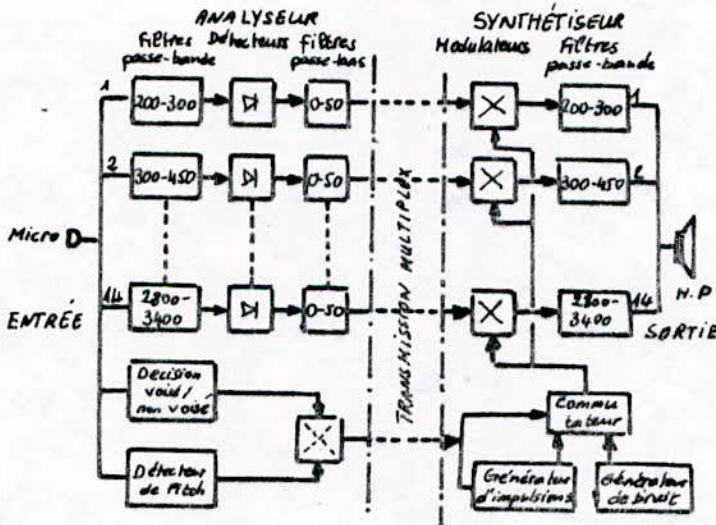 ANALYSEUR
Filtres passe-bande
Détecteurs
Filtres passe-bas
SYNTHÉTISEUR
Modulateurs
Filtres passe-bande
1
200-300
0-50
200-300
1
2
300-450
0-50
300-450
2
Micro
ENTRÉE
14
2800-
3400
0-50
2800-
3400
14
H.P
SORTIE
TRANSMISSION MULTIPLEX
Décision
voisé/
non voisé
Détecteur
de Pitch
Commu
tateur
Générateur
d'impulsions
Générateur
de bruit